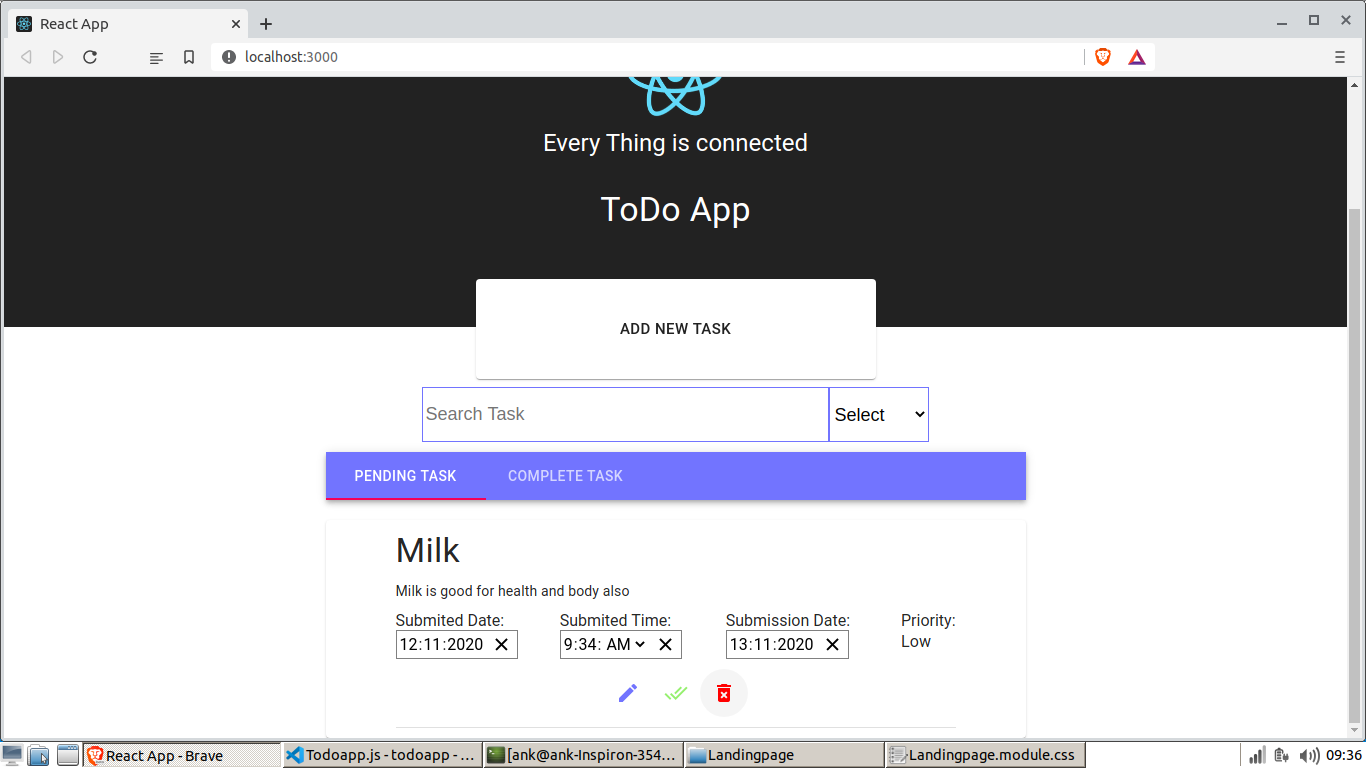 React App
localhost:3000
Every Thing is connected
ToDo App
ADD NEW TASK
Search Task Select
PENDING TASK COMPLETE TASK
Milk
Milk is good for health and body also
Submited Date: Submited Time: Submission Date: Priority:
12:11:2020 9:34: AM 13:11:2020 Low
React App - Brave Todoapp.js - todoapp - ... [ank@ank-Inspiron-354... Landingpage Landingpage.module.css 09:36